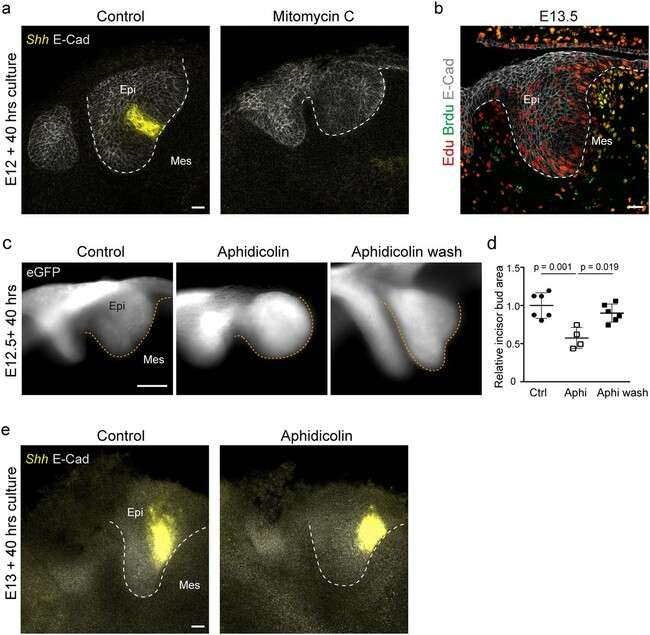 a
Control
Mitomycin C
Shh E-Cad
Epi
Mes
E12 + 40 hrs culture
b
E13.5
Edu Brdu E-Cad
Epi
Mes
c
Control
Aphidicolin
Aphidicolin wash
eGFP
Epi
Mes
E12.5+ 40 hrs
d
p = 0.001
p = 0.019
Relative incisor bud area
1.5
1.0
0.5
0
Ctrl
Aphi
Aphi wash
e
Control
Aphidicolin
Shh E-Cad
Epi
Mes
E13 + 40 hrs culture